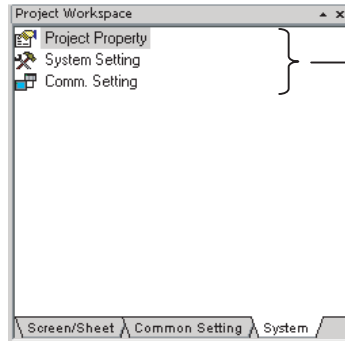 Project Workspace
Project Property
System Setting
Comm. Setting
Screen/Sheet Common Setting System